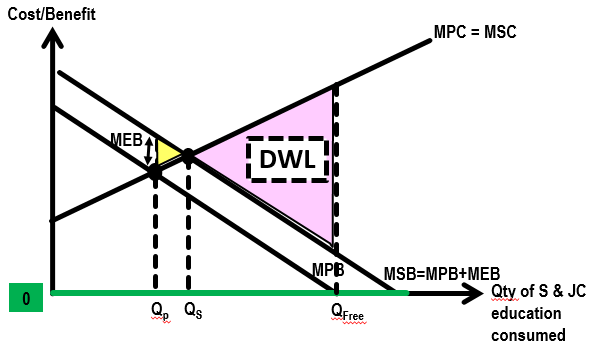 Cost/Benefit
MPC = MSC
MEB
DWL
MPB
MSB=MPB+MEB
0
Qp
QS
QFree
Qty of S & JC
education
consumed